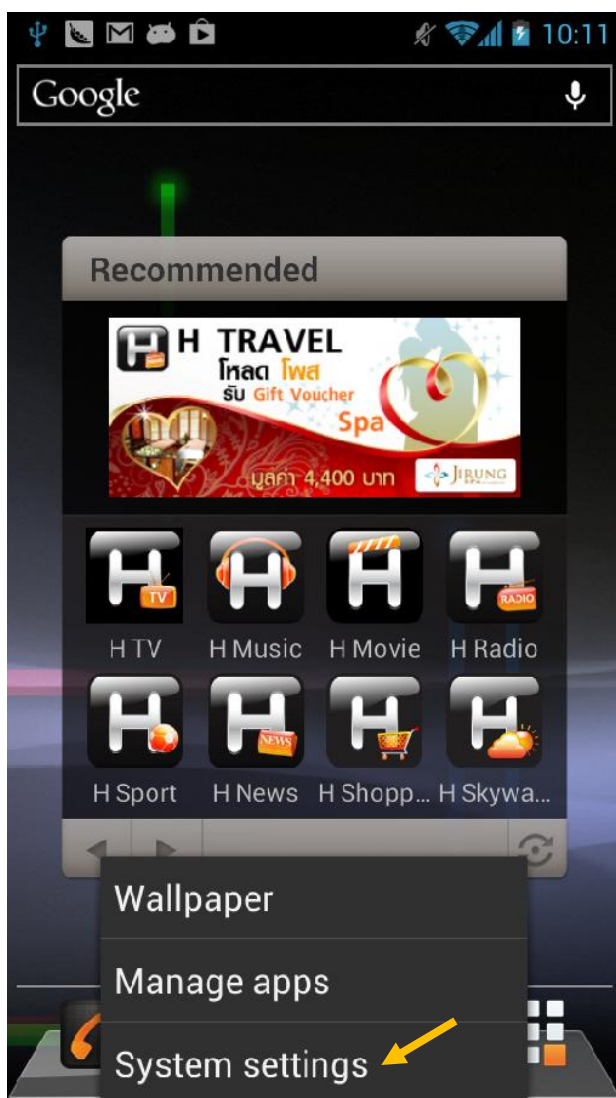 10:11
Google
Recommended
H TRAVEL
โหลด โพส
รับ Gift Voucher
Spa
มูลค่า 4,400 บาท
JIRUNG
SPA
TV
RADIO
H TV H Music H Movie H Radio
NEWS
H Sport H News H Shopp... H Skywa...
Wallpaper
Manage apps
System settings